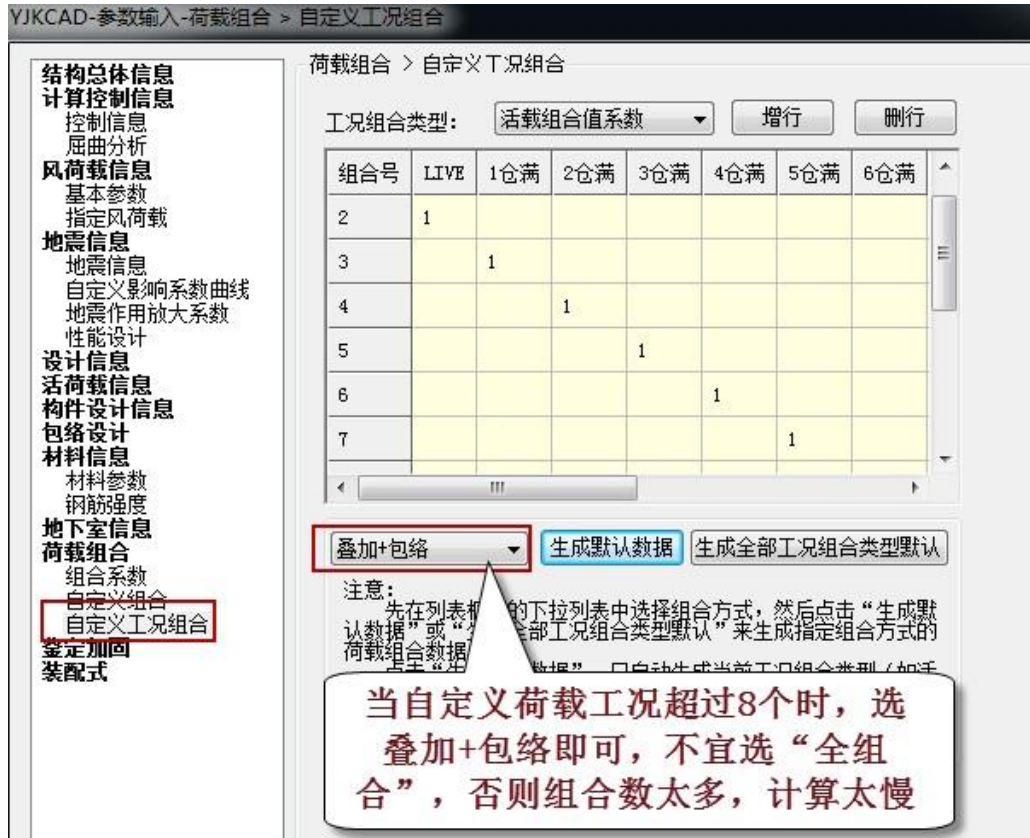 YJKCAD-参数输入-荷载组合 > 自定义工况组合
结构总体信息
计算控制信息
控制信息
屈曲分析
风荷载信息
基本参数
指定风荷载
地震信息
地震信息
自定义影响系数曲线
地震作用放大系数
性能设计
设计信息
活荷载信息
构件设计信息
包络设计
材料信息
材料参数
钢筋强度
地下室信息
荷载组合
组合系数
自定义组合
自定义工况组合
鉴定加固
装配式
荷载组合 > 自定义工况组合
工况组合类型: 活载组合值系数 增行 删行
组合号 LIVE 1仓满 2仓满 3仓满 4仓满 5仓满 6仓满
2 1
3 1
4 1
5 1
6 1
7 1
叠加+包络 生成默认数据 生成全部工况组合类型默认
注意:
先在列表 的下拉列表中选择组合方式，然后点击“生成默
认数据”或“ 全部工况组合类型默认”来生成指定组合方式的
荷载组合数据
当自定义荷载工况超过8个时，选
叠加+包络即可，不宜选“全组
合”，否则组合数太多，计算太慢